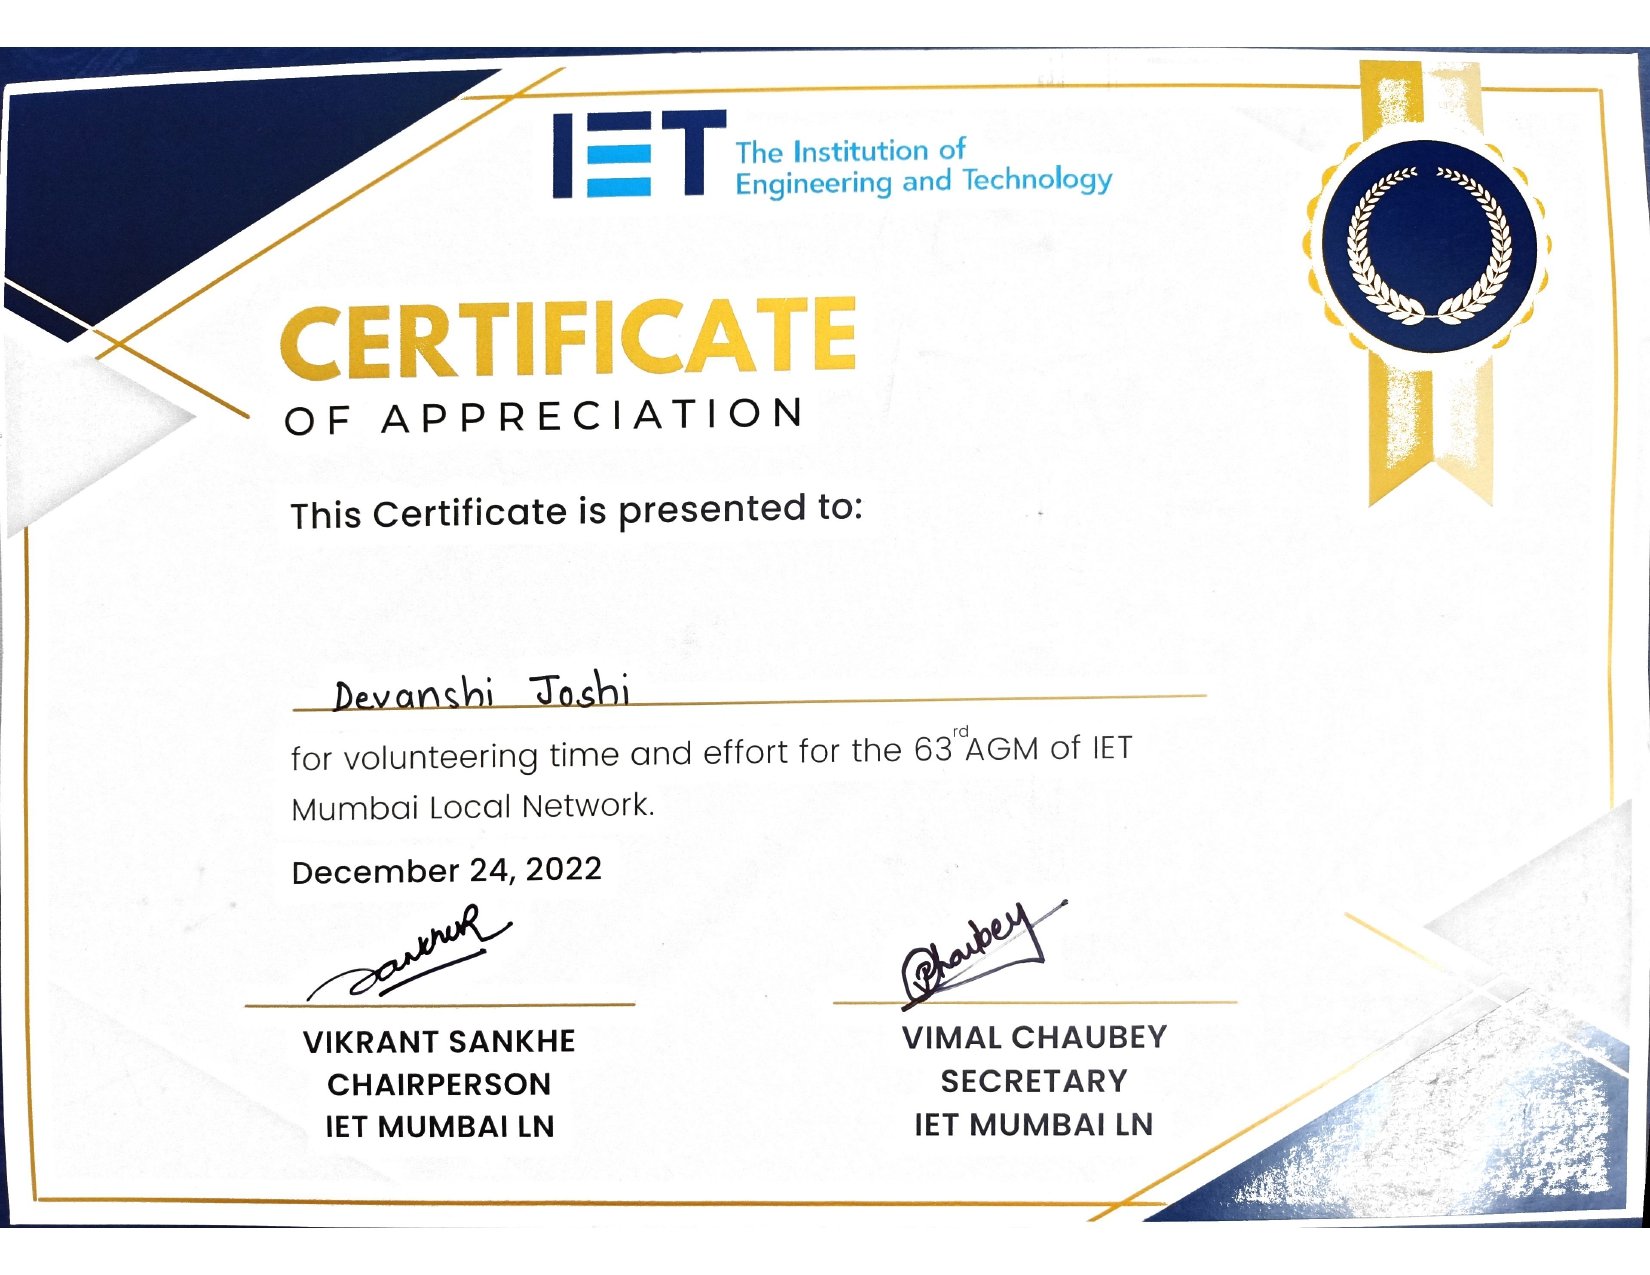 IET The Institution of
Engineering and Technology
CERTIFICATE
OF APPRECIATION
This Certificate is presented to:
Devanshi Joshi
for volunteering time and effort for the 63rd AGM of IET
Mumbai Local Network.
December 24, 2022
Sankhe
Chaubey
VIKRANT SANKHE
CHAIRPERSON
IET MUMBAI LN
VIMAL CHAUBEY
SECRETARY
IET MUMBAI LN